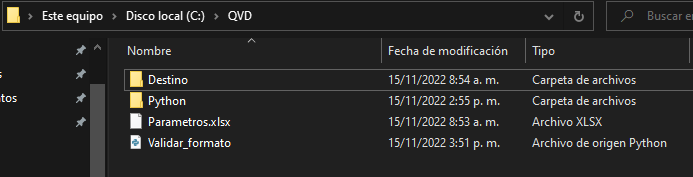 Este equipo > Disco local (C:) > QVD
Buscar en
Nombre Fecha de modificación Tipo
Destino 15/11/2022 8:54 a. m. Carpeta de archivos
Python 15/11/2022 2:55 p. m. Carpeta de archivos
Parametros.xlsx 15/11/2022 8:53 a. m. Archivo XLSX
Validar_formato 15/11/2022 3:51 p. m. Archivo de origen Python
s
ntos